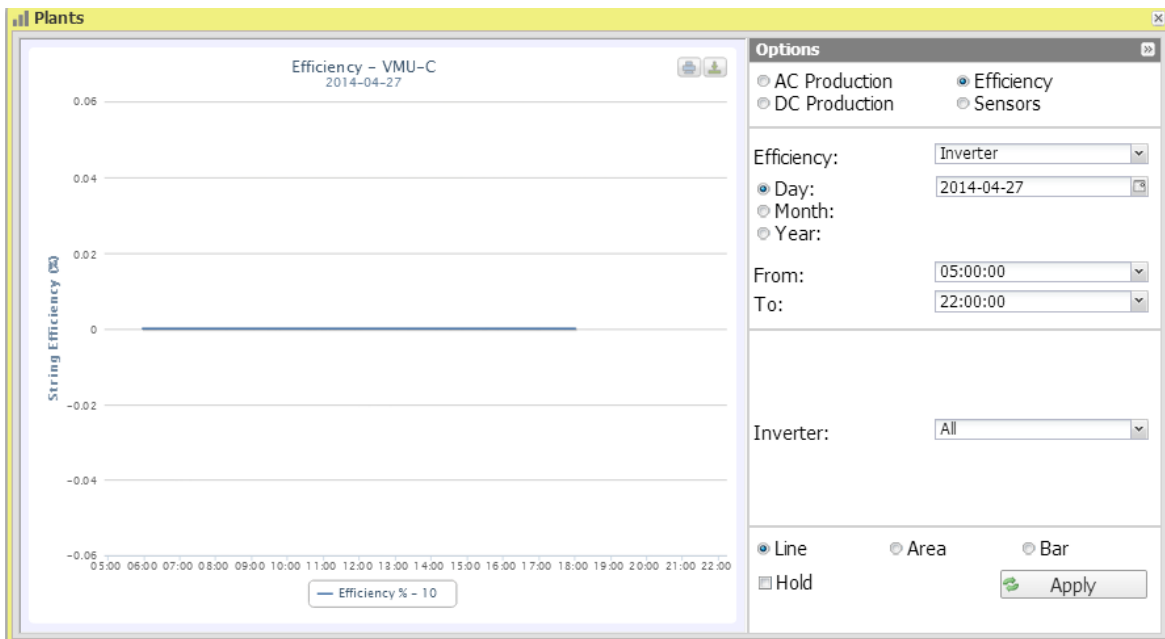 Plants
Efficiency - VMU-C
2014-04-27
0.06
0.04
0.02
0
-0.02
-0.04
-0.06
String Efficiency (%)
05:00 06:00 07:00 08:00 09:00 10:00 11:00 12:00 13:00 14:00 15:00 16:00 17:00 18:00 19:00 20:00 21:00 22:00
Efficiency % - 10
Options
AC Production Efficiency
DC Production Sensors
Efficiency: Inverter
Day: 2014-04-27
Month:
Year:
From: 05:00:00
To: 22:00:00
Inverter: All
Line Area Bar
Hold Apply